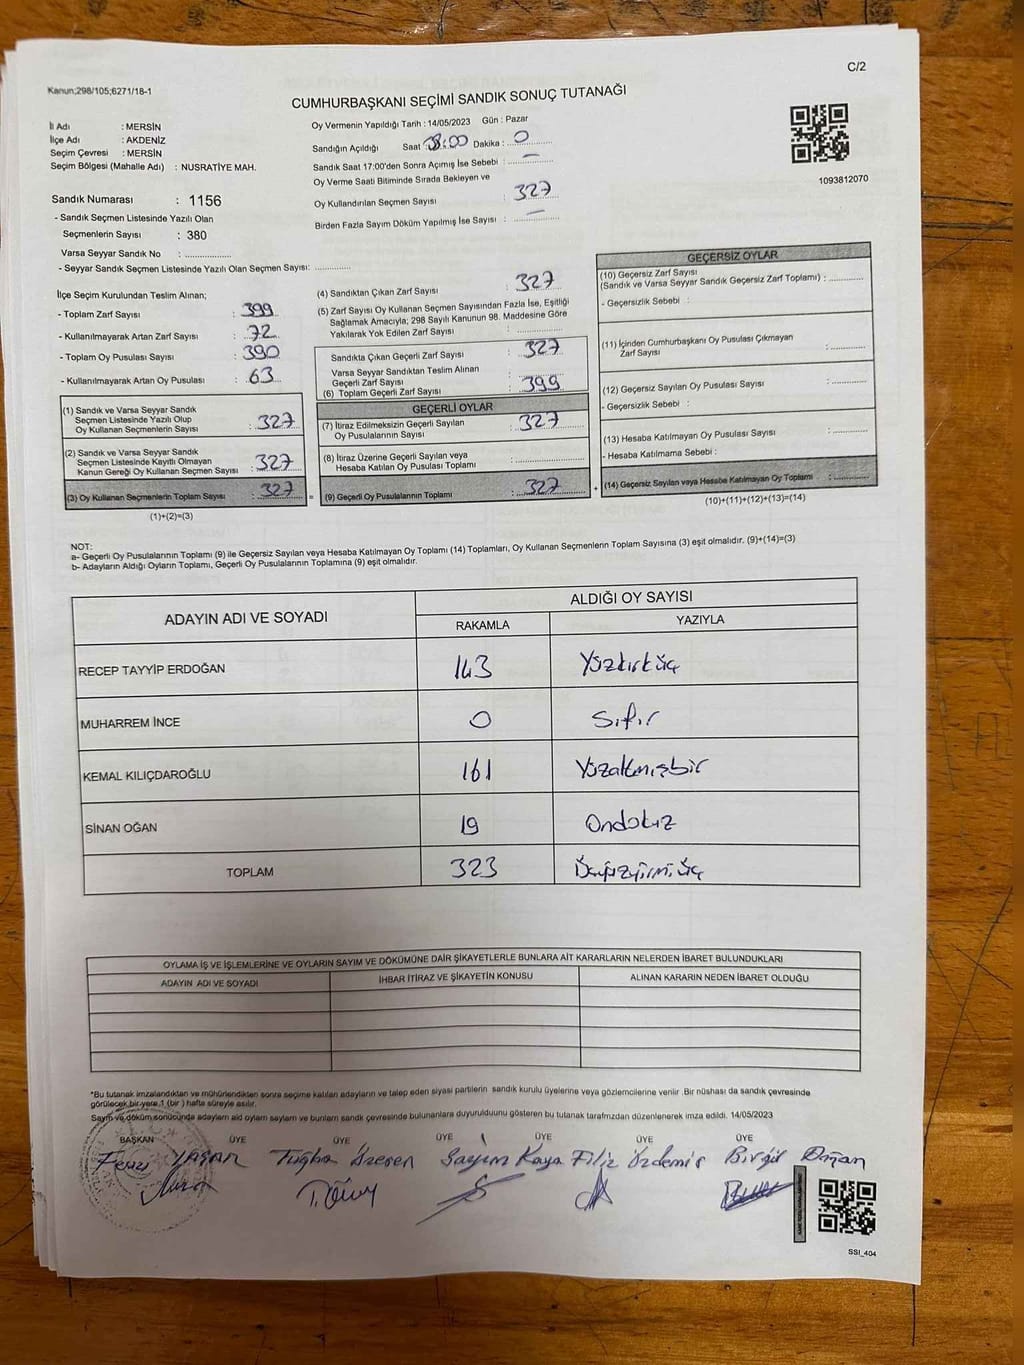 C/2
Kanun;298/105;6271/18-1
CUMHURBAŞKANI SEÇİMİ SANDIK SONUÇ TUTANAĞI
İl Adı : MERSİN
İlçe Adı : AKDENİZ
Seçim Çevresi : MERSİN
Seçim Bölgesi (Mahalle Adı) : NUSRATİYE MAH.
Oy Vermenin Yapıldığı Tarih : 14/05/2023 Gün : Pazar
Sandığın Açıldığı Saat 08:00 Dakika : 0
Sandık Saat 17:00'den Sonra Açımış İse Sebebi : —
Oy Verme Saati Bitiminde Sırada Bekleyen ve
Oy Kullandırılan Seçmen Sayısı : 327
Birden Fazla Sayım Döküm Yapılmış İse Sayısı : —
1093812070
Sandık Numarası : 1156
- Sandık Seçmen Listesinde Yazılı Olan
Seçmenlerin Sayısı : 380
Varsa Seyyar Sandık No : ..............
- Seyyar Sandık Seçmen Listesinde Yazılı Olan Seçmen Sayısı: ............
İlçe Seçim Kurulundan Teslim Alınan;
- Toplam Zarf Sayısı : 399
- Kullanılmayarak Artan Zarf Sayısı : 72
- Toplam Oy Pusulası Sayısı : 390
- Kullanılmayarak Artan Oy Pusulası : 63
(1) Sandık ve Varsa Seyyar Sandık
Seçmen Listesinde Yazılı Olup
Oy Kullanan Seçmenlerin Sayısı : 327
(2) Sandık ve Varsa Seyyar Sandık
Seçmen Listesinde Kayıtlı Olmayan
Kanun Gereği Oy Kullanan Seçmen Sayısı : 327
(3) Oy Kullanan Seçmenlerin Toplam Sayısı : 327 =
(1)+(2)=(3)
(4) Sandıktan Çıkan Zarf Sayısı : 327
(5) Zarf Sayısı Oy Kullanan Seçmen Sayısından Fazla İse, Eşitliği
Sağlamak Amacıyla; 298 Sayılı Kanunun 98. Maddesine Göre
Yakılarak Yok Edilen Zarf Sayısı : ..............
Sandıkta Çıkan Geçerli Zarf Sayısı : 327
Varsa Seyyar Sandıktan Teslim Alınan
Geçerli Zarf Sayısı
(6) Toplam Geçerli Zarf Sayısı : 399
GEÇERLİ OYLAR
(7) İtiraz Edilmeksizin Geçerli Sayılan
Oy Pusulalarının Sayısı : 327
(8) İtiraz Üzerine Geçerli Sayılan veya
Hesaba Katılan Oy Pusulası Toplamı : ..............
(9) Geçerli Oy Pusulalarının Toplamı : 327 +
GEÇERSİZ OYLAR
(10) Geçersiz Zarf Sayısı
(Sandık ve Varsa Seyyar Sandık Geçersiz Zarf Toplamı) : ............
- Geçersizlik Sebebi :
(11) İçinden Cumhurbaşkanı Oy Pusulası Çıkmayan
Zarf Sayısı : ............
(12) Geçersiz Sayılan Oy Pusulası Sayısı : ............
- Geçersizlik Sebebi :
(13) Hesaba Katılmayan Oy Pusulası Sayısı : ............
- Hesaba Katılmama Sebebi :
(14) Geçersiz Sayılan veya Hesaba Katılmayan Oy Toplamı : ............
(10)+(11)+(12)+(13)=(14)
NOT:
a- Geçerli Oy Pusulalarının Toplamı (9) ile Geçersiz Sayılan veya Hesaba Katılmayan Oy Toplamı (14) Toplamları, Oy Kullanan Seçmenlerin Toplam Sayısına (3) eşit olmalıdır. (9)+(14)=(3)
b- Adayların Aldığı Oyların Toplamı, Geçerli Oy Pusulalarının Toplamına (9) eşit olmalıdır.
ADAYIN ADI VE SOYADI
ALDIĞI OY SAYISI
RAKAMLA YAZIYLA
RECEP TAYYİP ERDOĞAN 143 Yüzkırküç
MUHARREM İNCE 0 Sıfır
KEMAL KILIÇDAROĞLU 161 Yüzaltmışbir
SİNAN OĞAN 19 Ondokuz
TOPLAM 323 Üçyüzyirmiüç
OYLAMA İŞ VE İŞLEMLERİNE VE OYLARIN SAYIM VE DÖKÜMÜNE DAİR ŞİKAYETLERLE BUNLARA AİT KARARLARIN NELERDEN İBARET BULUNDUKLARI
ADAYIN ADI VE SOYADI İHBAR İTİRAZ VE ŞİKAYETİN KONUSU ALINAN KARARIN NEDEN İBARET OLDUĞU
*Bu tutanak imzalandıktan ve mühürlendikten sonra seçime katılan adayların ve talep eden siyasi partilerin sandık kurulu üyelerine veya gözlemcilerine verilir. Bir nüshası da sandık çevresinde
görülecek bir yere 1 (bir ) hafta süreyle asılır.
Sayım ve döküm sonucunda adayların aldığı oyların sayılarını ve bunların sandık çevresinde bulunanlara duyurulduğunu gösteren bu tutanak tarafımızdan düzenlenerek imza edildi. 14/05/2023
BAŞKAN ÜYE ÜYE ÜYE ÜYE ÜYE ÜYE
Yaşar Tuğba Sayım Kaya Filiz Özdemir Birgül
SSI_404